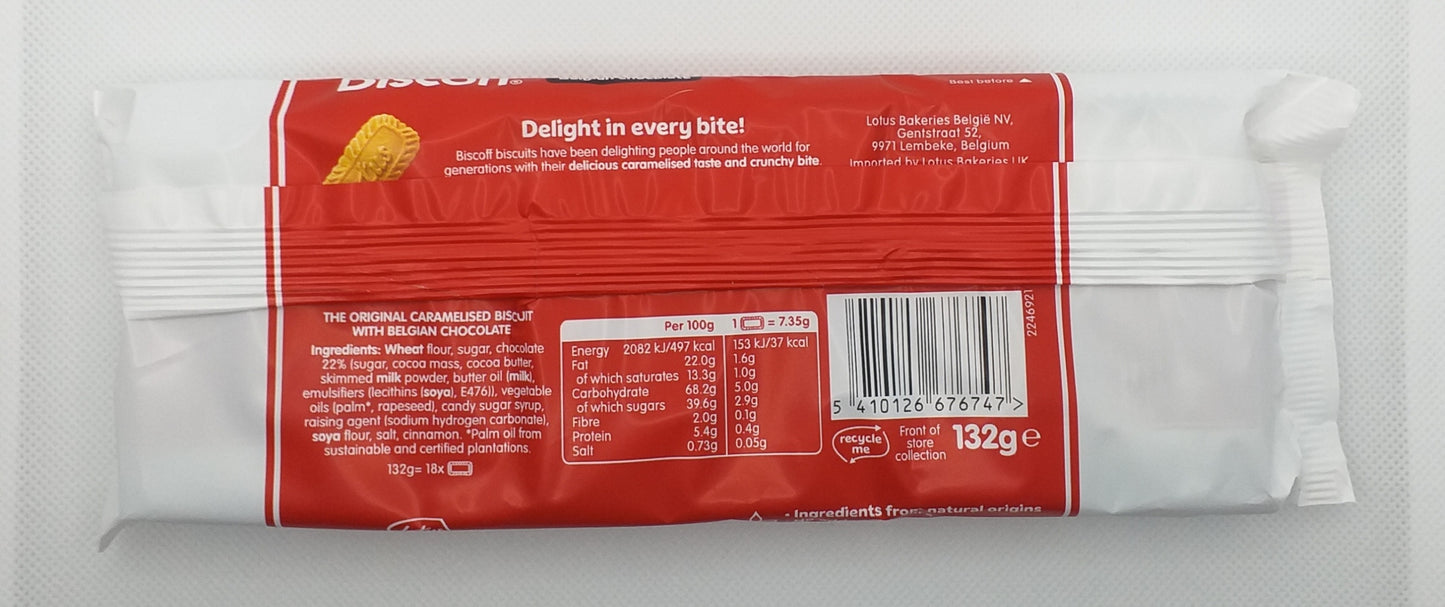 Biscoff®
Best before ▲
Delight in every bite!
Biscoff biscuits have been delighting people around the world for
generations with their delicious caramelised taste and crunchy bite.
Lotus Bakeries België NV,
Gentstraat 52,
9971 Lembeke, Belgium
Imported by Lotus Bakeries UK
THE ORIGINAL CARAMELISED BISCUIT
WITH BELGIAN CHOCOLATE
Ingredients: Wheat flour, sugar, chocolate
22% (sugar, cocoa mass, cocoa butter,
skimmed milk powder, butter oil (milk),
emulsifiers (lecithins (soya), E476)), vegetable
oils (palm*, rapeseed), candy sugar syrup,
raising agent (sodium hydrogen carbonate),
soya flour, salt, cinnamon. *Palm oil from
sustainable and certified plantations.
132g= 18x
Per 100g 1 = 7.35g
Energy 2082 kJ/497 kcal 153 kJ/37 kcal
Fat 22.0g 1.6g
of which saturates 13.3g 1.0g
Carbohydrate 68.2g 5.0g
of which sugars 39.6g 2.9g
Fibre 2.0g 0.1g
Protein 5.4g 0.4g
Salt 0.73g 0.05g
2246921
5 410126 676747 >
recycle
me
Front of
store
collection
132g e
• Ingredients from natural origins